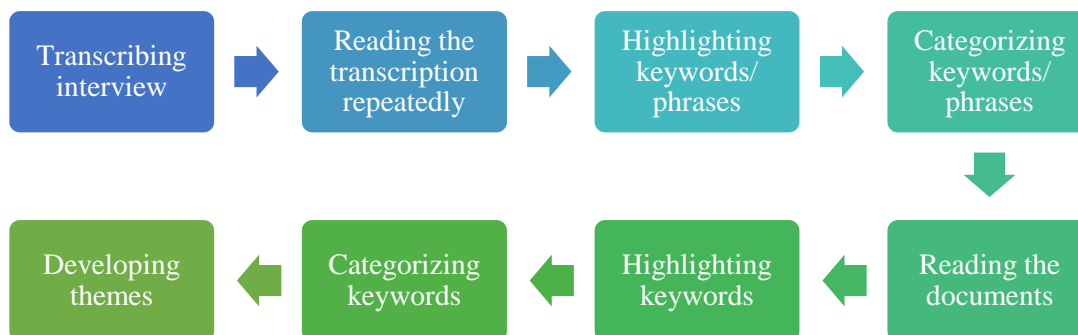 Transcribing
interview
Reading the
transcription
repeatedly
Highlighting
keywords/
phrases
Categorizing
keywords/
phrases
Reading the
documents
Highlighting
keywords
Categorizing
keywords
Developing
themes